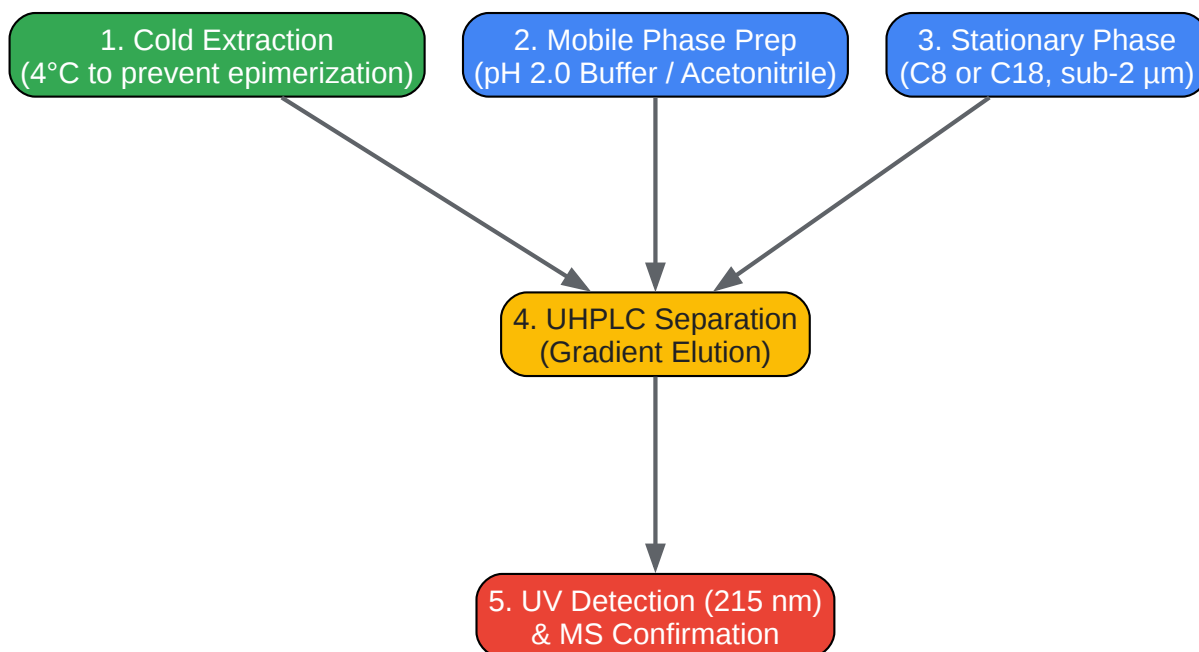 1. Cold Extraction
(4°C to prevent epimerization)
2. Mobile Phase Prep
(pH 2.0 Buffer / Acetonitrile)
3. Stationary Phase
(C8 or C18, sub-2 µm)
4. UHPLC Separation
(Gradient Elution)
5. UV Detection (215 nm)
& MS Confirmation